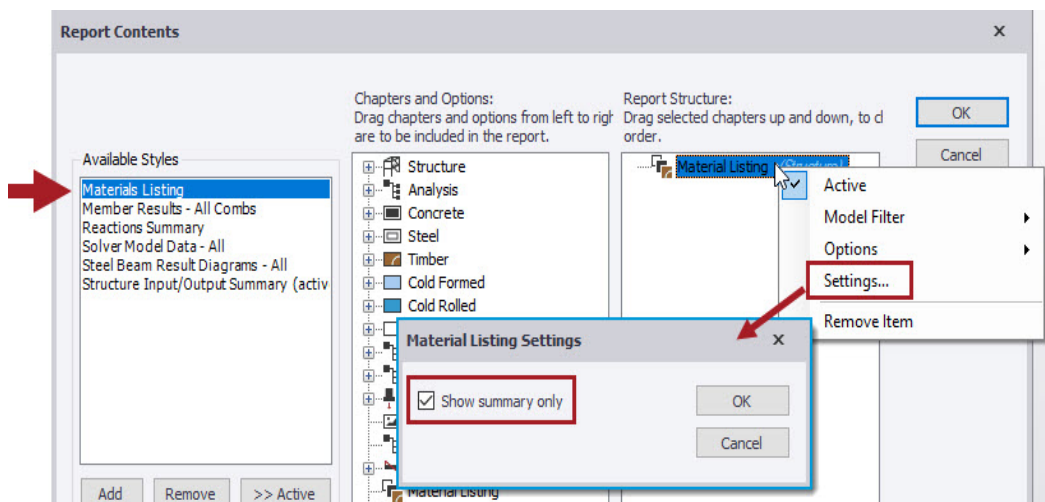 Report Contents
Chapters and Options:
Drag chapters and options from left to righ
are to be included in the report.
Report Structure:
Drag selected chapters up and down, to cl
order.
OK
Cancel
Available Styles
Materials Listing
Member Results - All Combs
Reactions Summary
Solver Model Data - All
Steel Beam Result Diagrams - All
Structure Input/Output Summary (activ
Structure
Analysis
Concrete
Steel
Timber
Cold Formed
Cold Rolled
Material Listing
Material Listing (Structure)
Active
Model Filter
Options
Settings...
Remove Item
Material Listing Settings
Show summary only
OK
Cancel
Add
Remove
>> Active